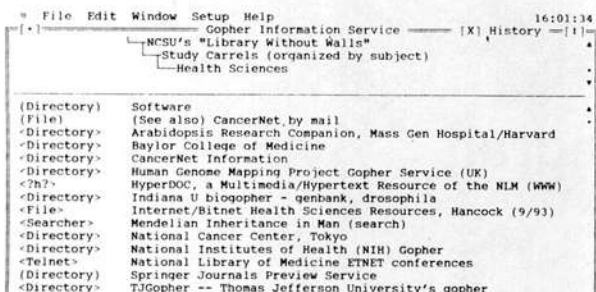 ≡ File Edit Window Setup Help 16:01:34
[·] Gopher Information Service [X] History [↕]
NCSU's "Library Without Walls"
Study Carrels (organized by subject)
Health Sciences
(Directory) Software
(File) (See also) CancerNet by mail
<Directory> Arabidopsis Research Companion, Mass Gen Hospital/Harvard
<Directory> Baylor College of Medicine
<Directory> CancerNet Information
<Directory> Human Genome Mapping Project Gopher Service (UK)
<?h?> HyperDOC, a Multimedia/Hypertext Resource of the NLM (WWW)
<Directory> Indiana U biogopher - genbank, drosophila
<File> Internet/Bitnet Health Sciences Resources, Hancock (9/93)
<Searcher> Mendelian Inheritance in Man (search)
<Directory> National Cancer Center, Tokyo
<Directory> National Institutes of Health (NIH) Gopher
<Telnet> National Library of Medicine ETNET conferences
(Directory) Springer Journals Preview Service
<Directory> TJGopher -- Thomas Jefferson University's gopher